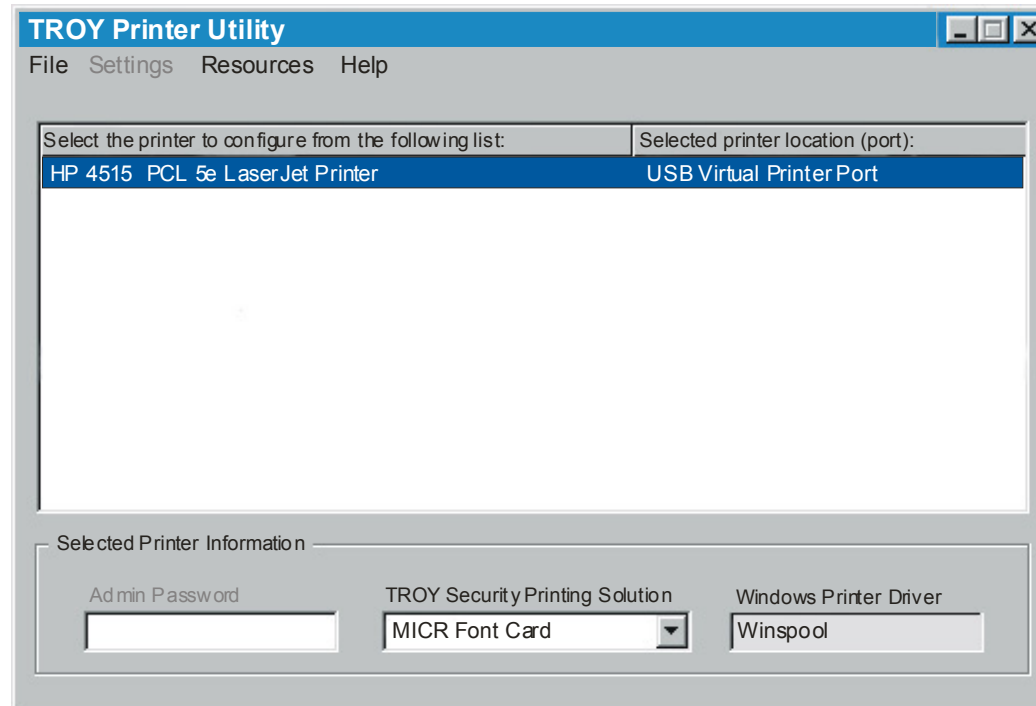 TROY Printer Utility
File Settings Resources Help
Select the printer to configure from the following list: Selected printer location (port):
HP 4515 PCL 5e LaserJet Printer USB Virtual Printer Port
Selected Printer Information
Admin Password TROY Security Printing Solution Windows Printer Driver
MICR Font Card Winspool